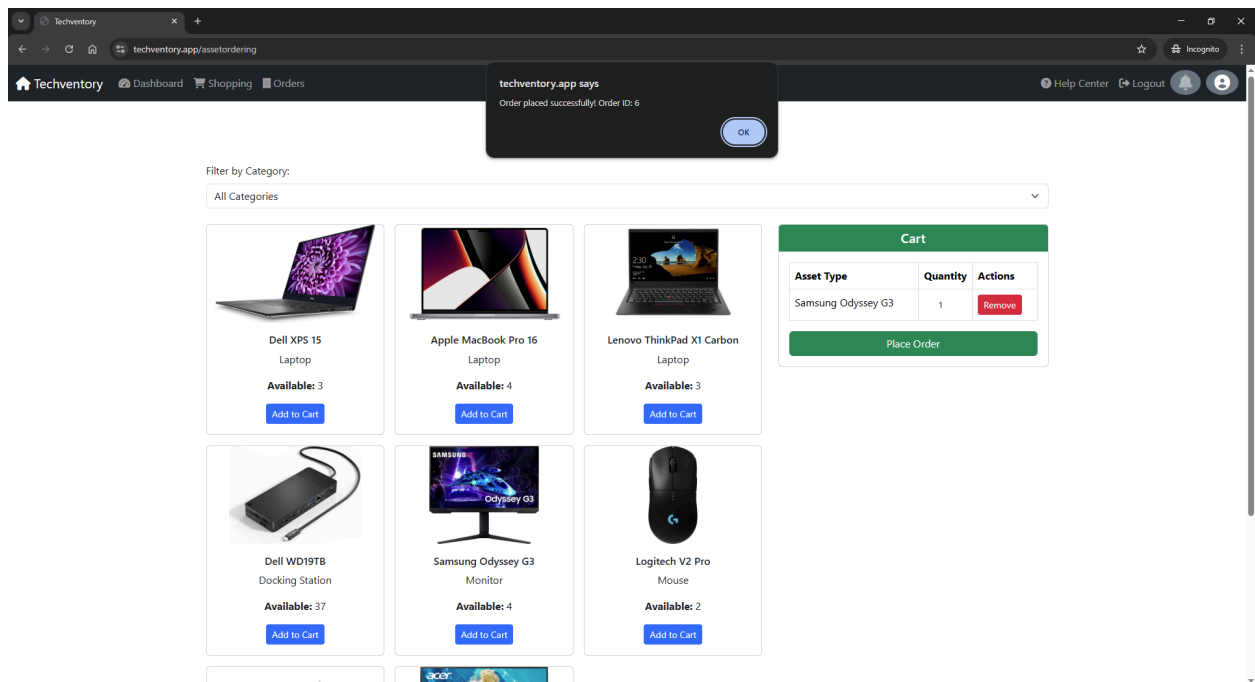 Techventory
techventory.app/assetordering
Incognito
Techventory Dashboard Shopping Orders Help Center Logout
techventory.app says
Order placed successfully! Order ID: 6
OK
Filter by Category:
All Categories
Dell XPS 15
Laptop
Available: 3
Add to Cart
Apple MacBook Pro 16
Laptop
Available: 4
Add to Cart
Lenovo ThinkPad X1 Carbon
Laptop
Available: 3
Add to Cart
Cart
Asset Type Quantity Actions
Samsung Odyssey G3 1 Remove
Place Order
Dell WD19TB
Docking Station
Available: 37
Add to Cart
SAMSUNG
Odyssey G3
Samsung Odyssey G3
Monitor
Available: 4
Add to Cart
Logitech V2 Pro
Mouse
Available: 2
Add to Cart
acer